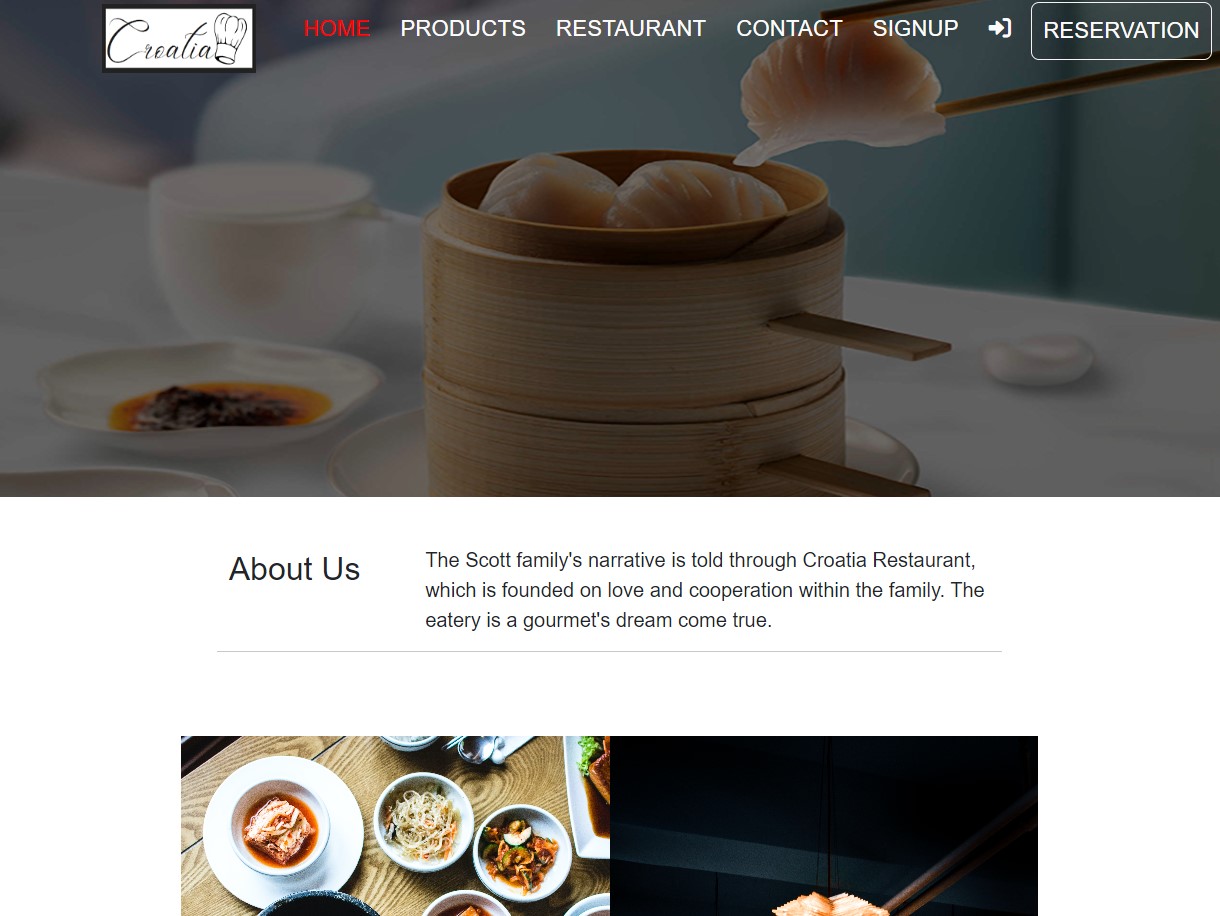 Croatia
HOME
PRODUCTS
RESTAURANT
CONTACT
SIGNUP
RESERVATION
About Us
The Scott family's narrative is told through Croatia Restaurant,
which is founded on love and cooperation within the family. The
eatery is a gourmet's dream come true.